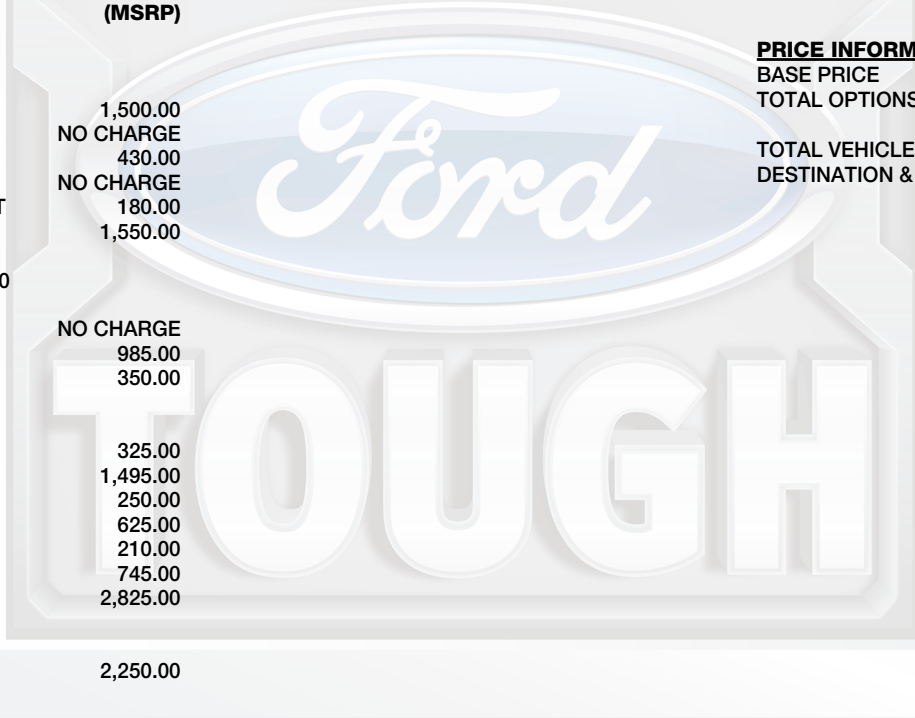 (MSRP)
1,500.00
NO CHARGE
430.00
NO CHARGE
T 180.00
1,550.00
0
NO CHARGE
985.00
350.00
325.00
1,495.00
250.00
625.00
210.00
745.00
2,825.00
2,250.00
PRICE INFORM
BASE PRICE
TOTAL OPTIONS
TOTAL VEHICLE
DESTINATION &
Ford
TOUGH